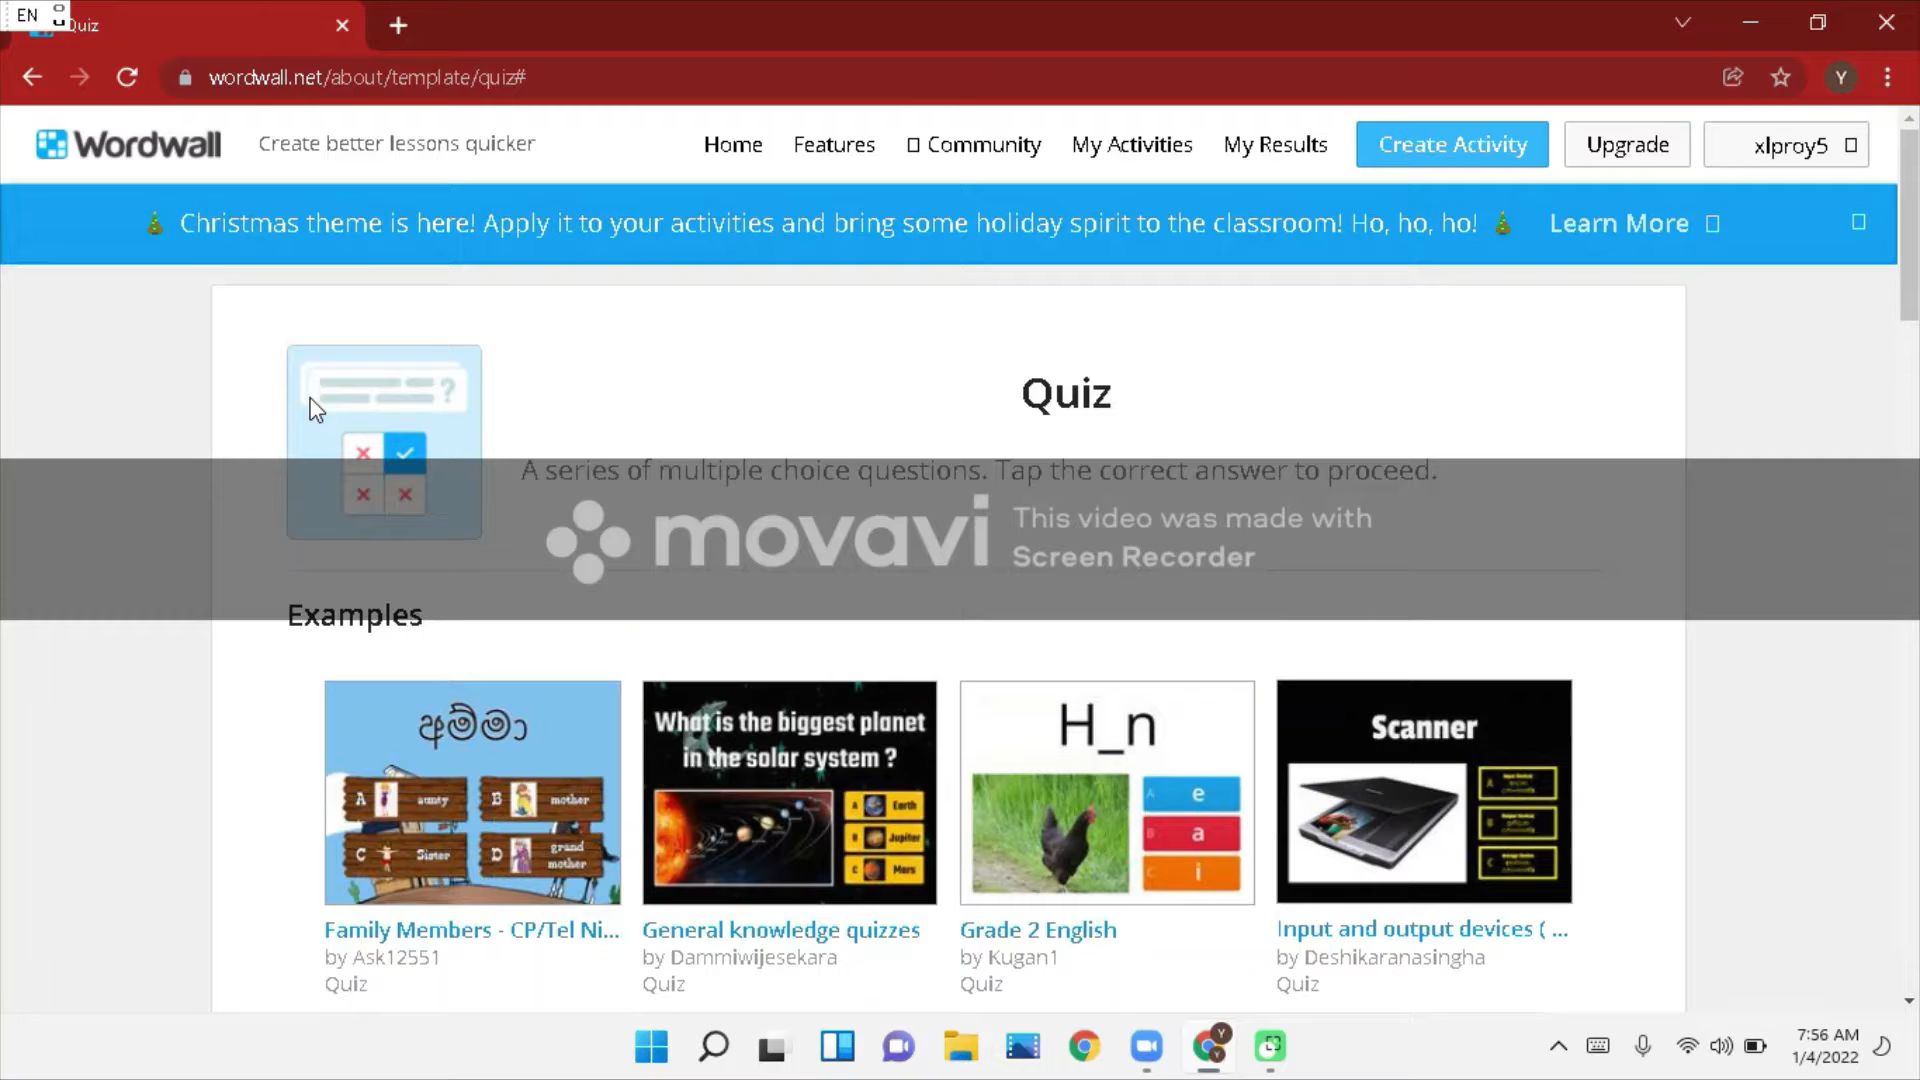 EN
Quiz
wordwall.net/about/template/quiz#
Y
Wordwall
Create better lessons quicker
Home
Features
Community
My Activities
My Results
Create Activity
Upgrade
xlproy5
Christmas theme is here! Apply it to your activities and bring some holiday spirit to the classroom! Ho, ho, ho!
Learn More
Quiz
A series of multiple choice questions. Tap the correct answer to proceed.
movavi
This video was made with
Screen Recorder
Examples
අම්මා
A aunty
B mother
C Sister
D grand
mother
What is the biggest planet
in the solar system ?
A Earth
B Jupiter
C Mars
H_n
A e
B a
C i
Scanner
A
B
C
Family Members - CP/Tel Ni...
by Ask12551
Quiz
General knowledge quizzes
by Dammiwijesekara
Quiz
Grade 2 English
by Kugan1
Quiz
Input and output devices ( ...
by Deshikaranasingha
Quiz
7:56 AM
1/4/2022